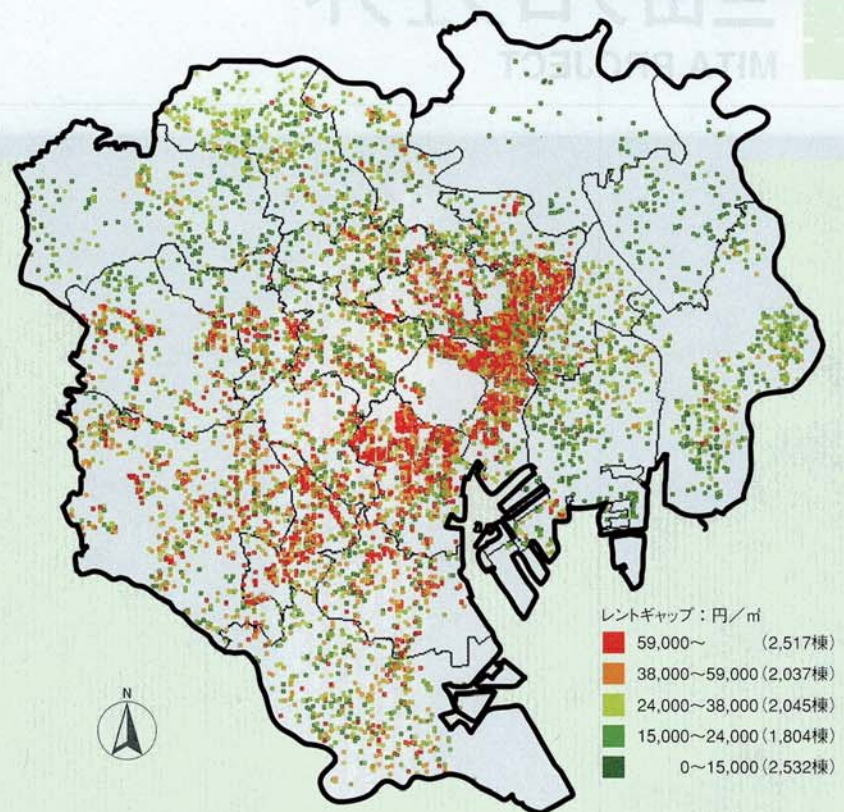 MITA PROJECT
N
レントギャップ：円／㎡
59,000～ (2,517棟)
38,000～59,000 (2,037棟)
24,000～38,000 (2,045棟)
15,000～24,000 (1,804棟)
0～15,000 (2,532棟)